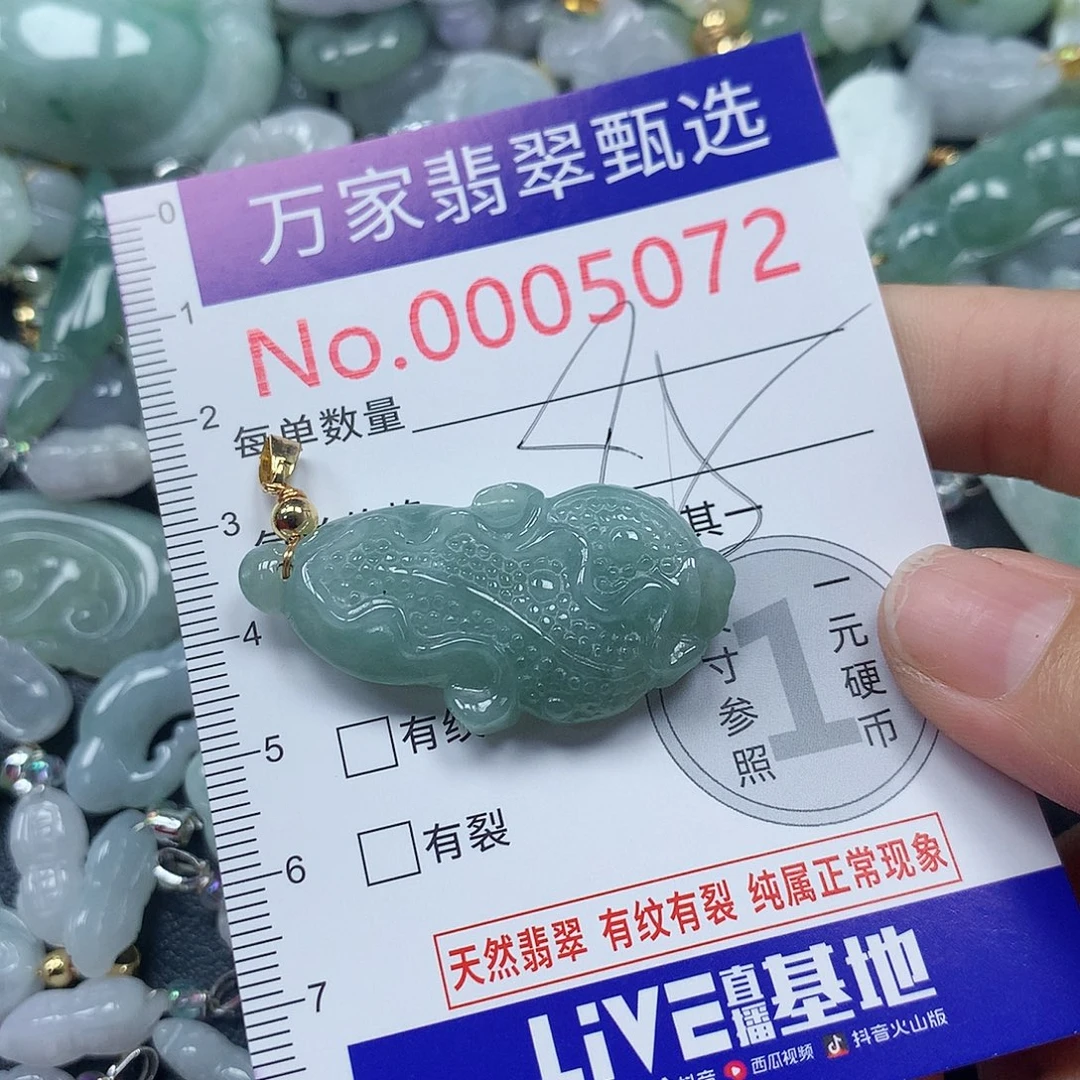 万家翡翠甄选
No.0005072
0
1
2
3
4
5
6
7
每单数量
其一
寸参照
1
一元硬币
有纹
有裂
天然翡翠 有纹有裂 纯属正常现象
LiVE直播基地
抖音 西瓜视频 抖音火山版